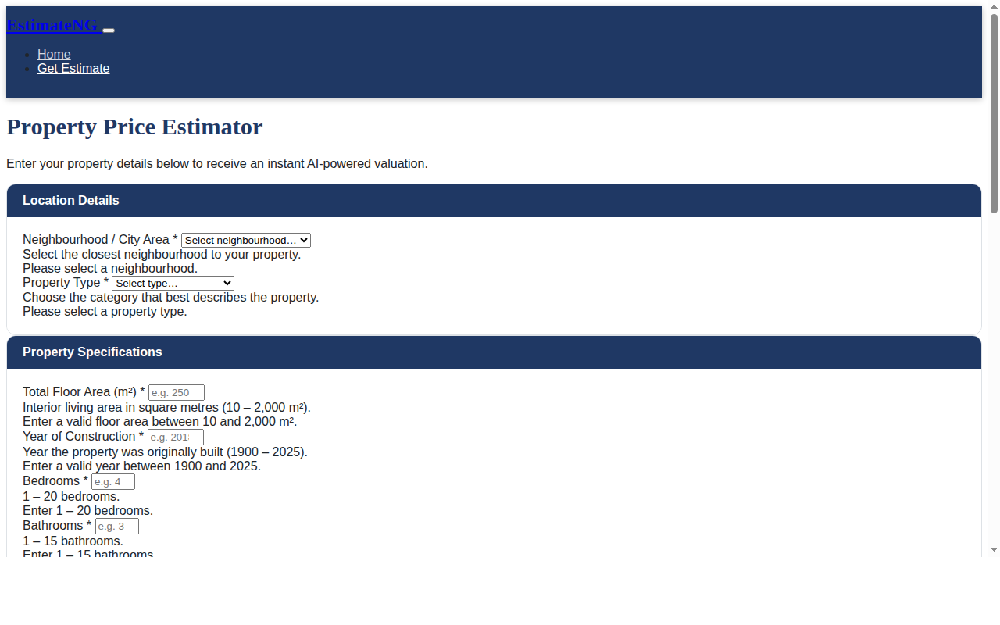 EstimateNG
Home
Get Estimate
Property Price Estimator
Enter your property details below to receive an instant AI-powered valuation.
Location Details
Neighbourhood / City Area * Select neighbourhood…
Select the closest neighbourhood to your property.
Please select a neighbourhood.
Property Type * Select type…
Choose the category that best describes the property.
Please select a property type.
Property Specifications
Total Floor Area (m²) * e.g. 250
Interior living area in square metres (10 – 2,000 m²).
Enter a valid floor area between 10 and 2,000 m².
Year of Construction * e.g. 201
Year the property was originally built (1900 – 2025).
Enter a valid year between 1900 and 2025.
Bedrooms * e.g. 4
1 – 20 bedrooms.
Enter 1 – 20 bedrooms.
Bathrooms * e.g. 3
1 – 15 bathrooms.
Enter 1 – 15 bathrooms.